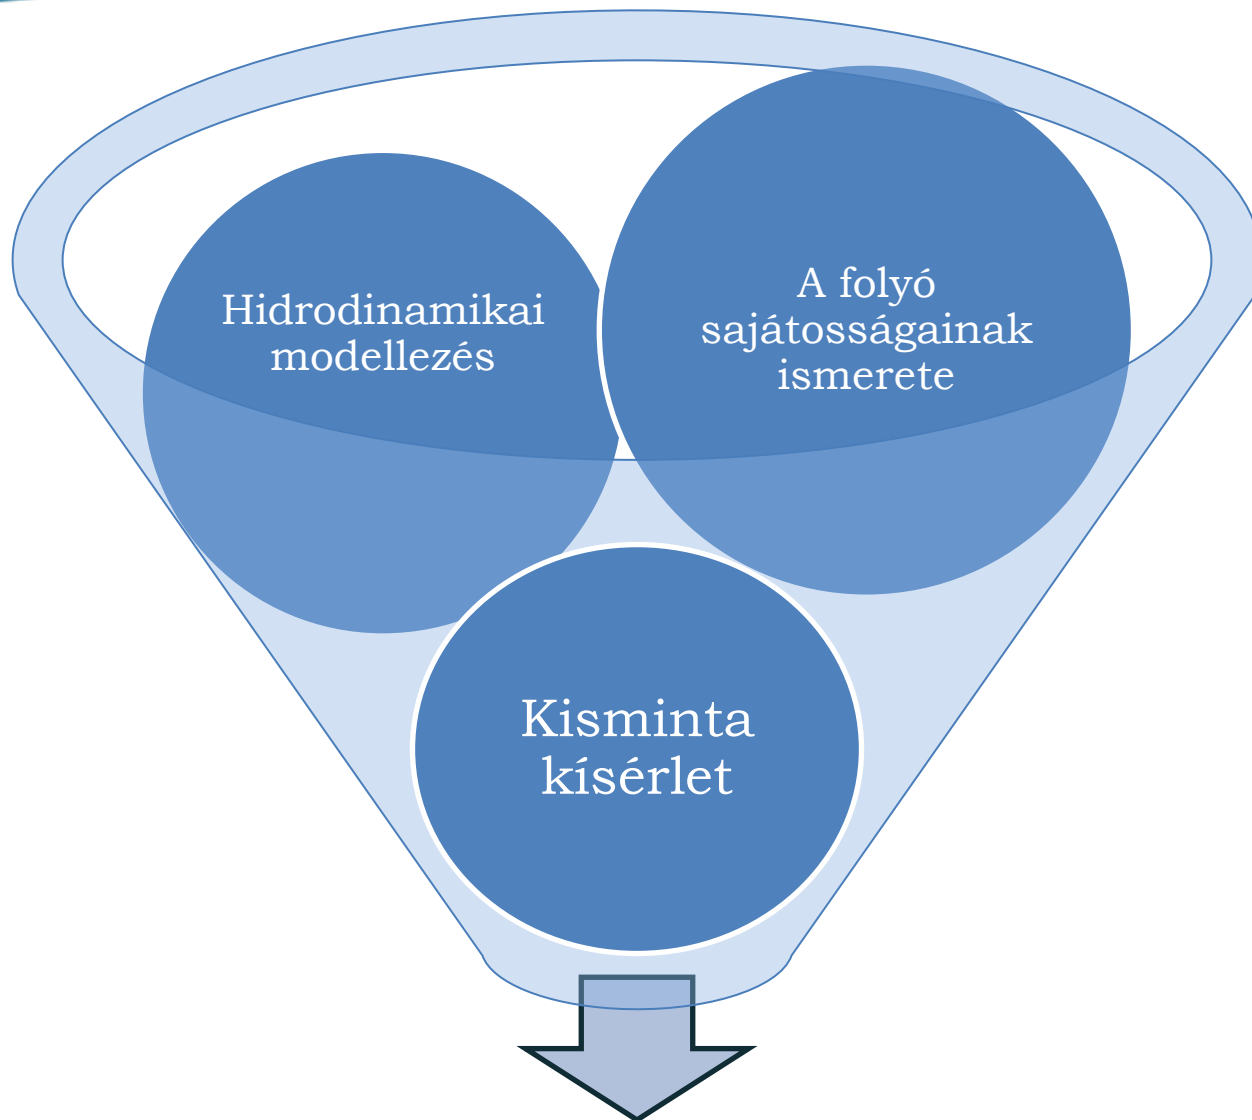 Hidrodinamikai
modellezés
A folyó
sajátosságainak
ismerete
Kisminta
kísérlet